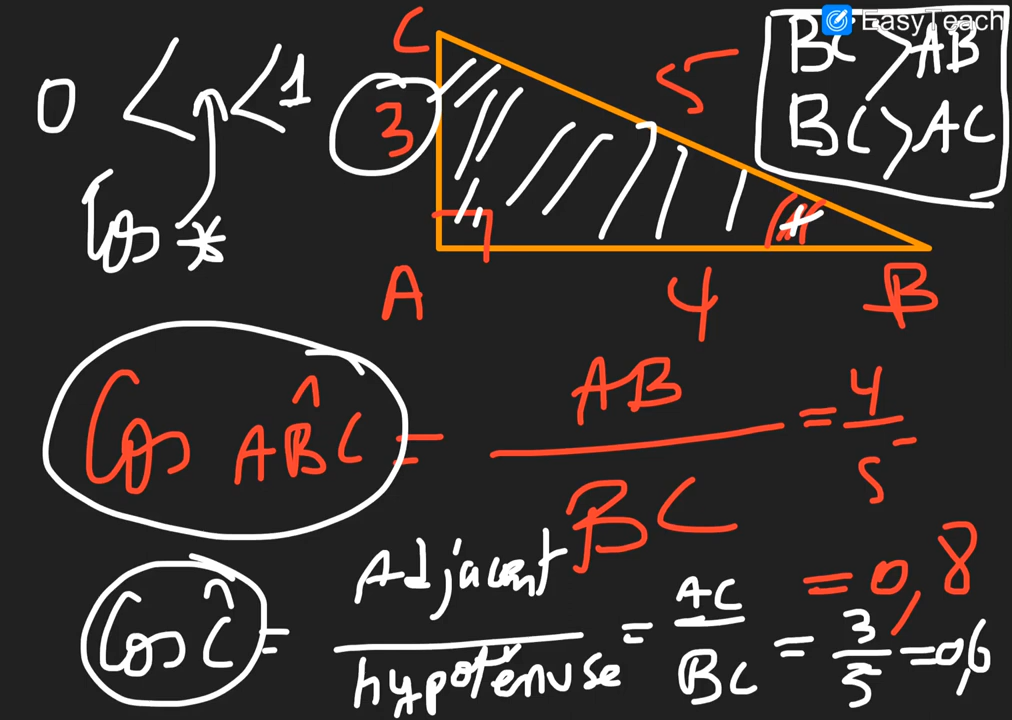 EasyTeach
BC > AB
BC > AC
0 < < 1
Cos *
C
3
5
*
A
4
B
Cos AB̂C = AB / BC = 4 / 5
= 0,8
Cos Ĉ = Adjacent / hypoténuse = AC / BC = 3 / 5 = 0,6